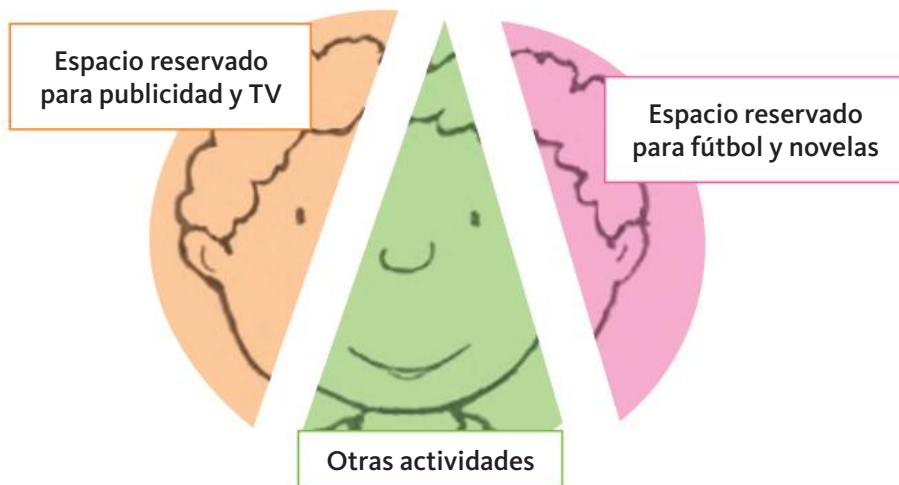 Espacio reservado
para publicidad y TV
Espacio reservado
para fútbol y novelas
Otras actividades